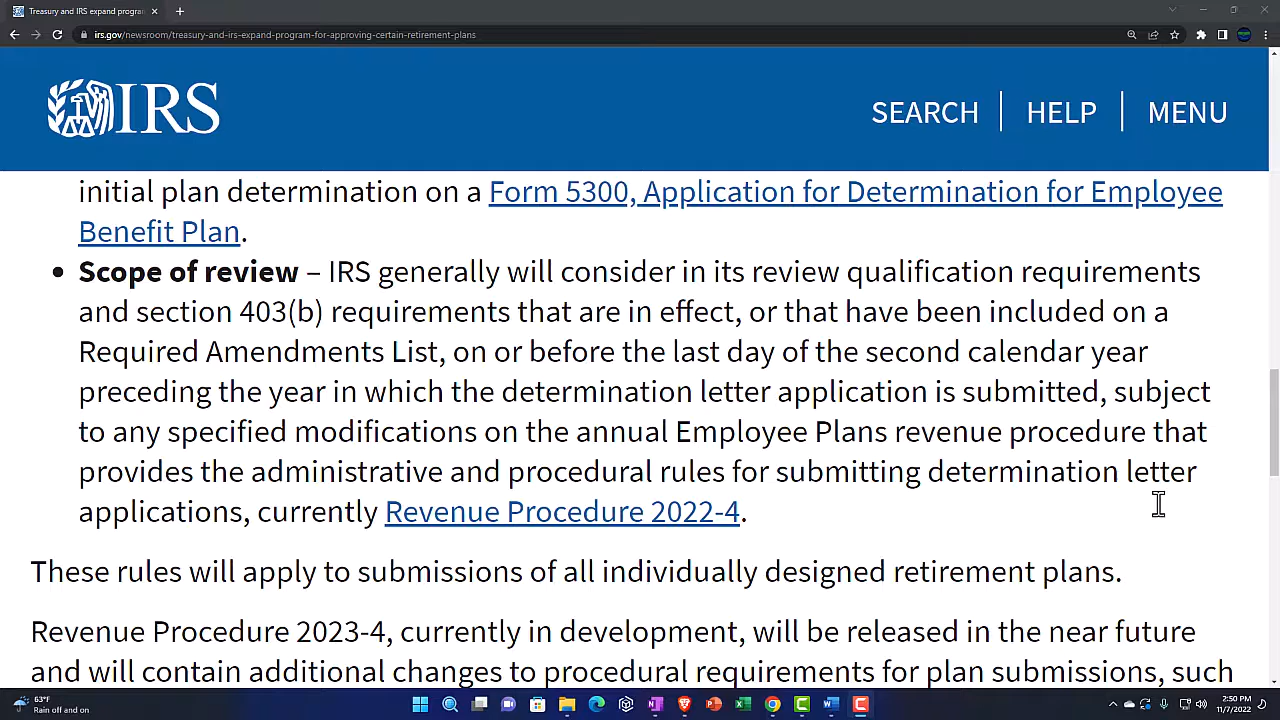 Treasury and IRS expand progra
irs.gov/newsroom/treasury-and-irs-expand-program-for-approving-certain-retirement-plans
IRS
SEARCH
HELP
MENU
initial plan determination on a Form 5300, Application for Determination for Employee
Benefit Plan.
• Scope of review – IRS generally will consider in its review qualification requirements
and section 403(b) requirements that are in effect, or that have been included on a
Required Amendments List, on or before the last day of the second calendar year
preceding the year in which the determination letter application is submitted, subject
to any specified modifications on the annual Employee Plans revenue procedure that
provides the administrative and procedural rules for submitting determination letter
applications, currently Revenue Procedure 2022-4.
These rules will apply to submissions of all individually designed retirement plans.
Revenue Procedure 2023-4, currently in development, will be released in the near future
and will contain additional changes to procedural requirements for plan submissions, such
63°F
Rain off and on
2:50 PM
11/7/2022